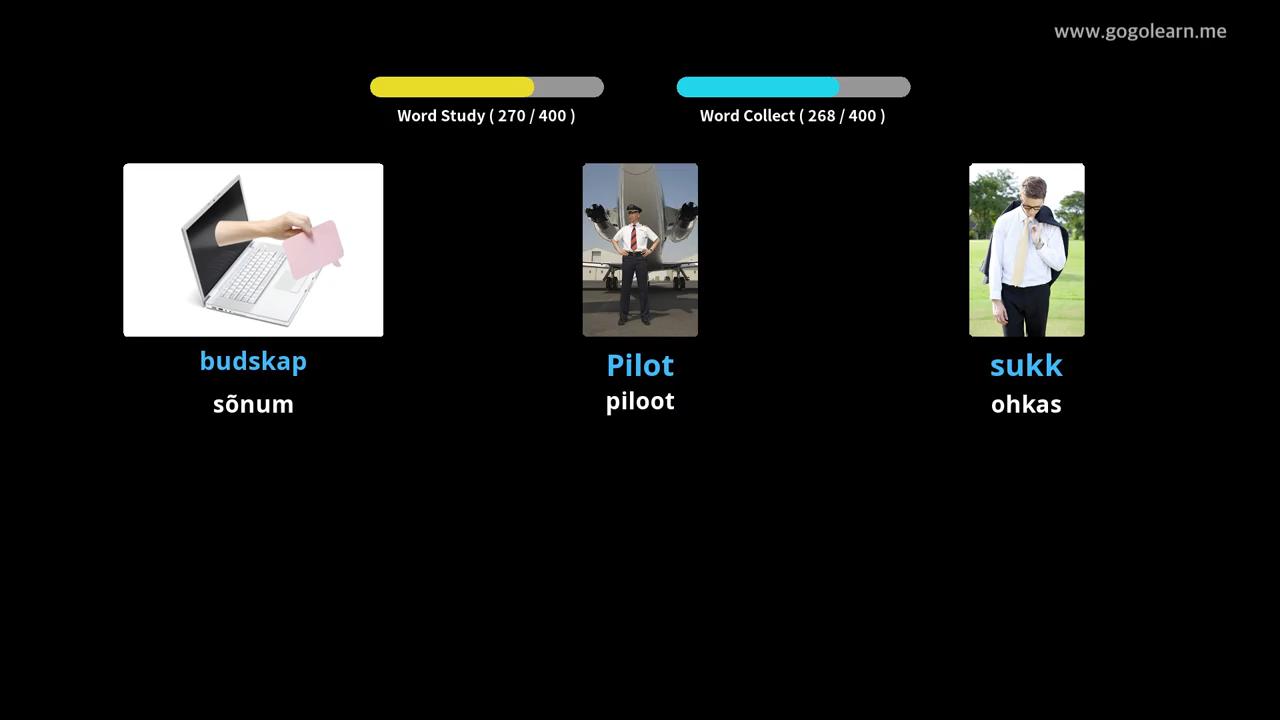 www.gogolearn.me
Word Study ( 270 / 400 )
Word Collect ( 268 / 400 )
budskap
sõnum
Pilot
piloot
sukk
ohkas